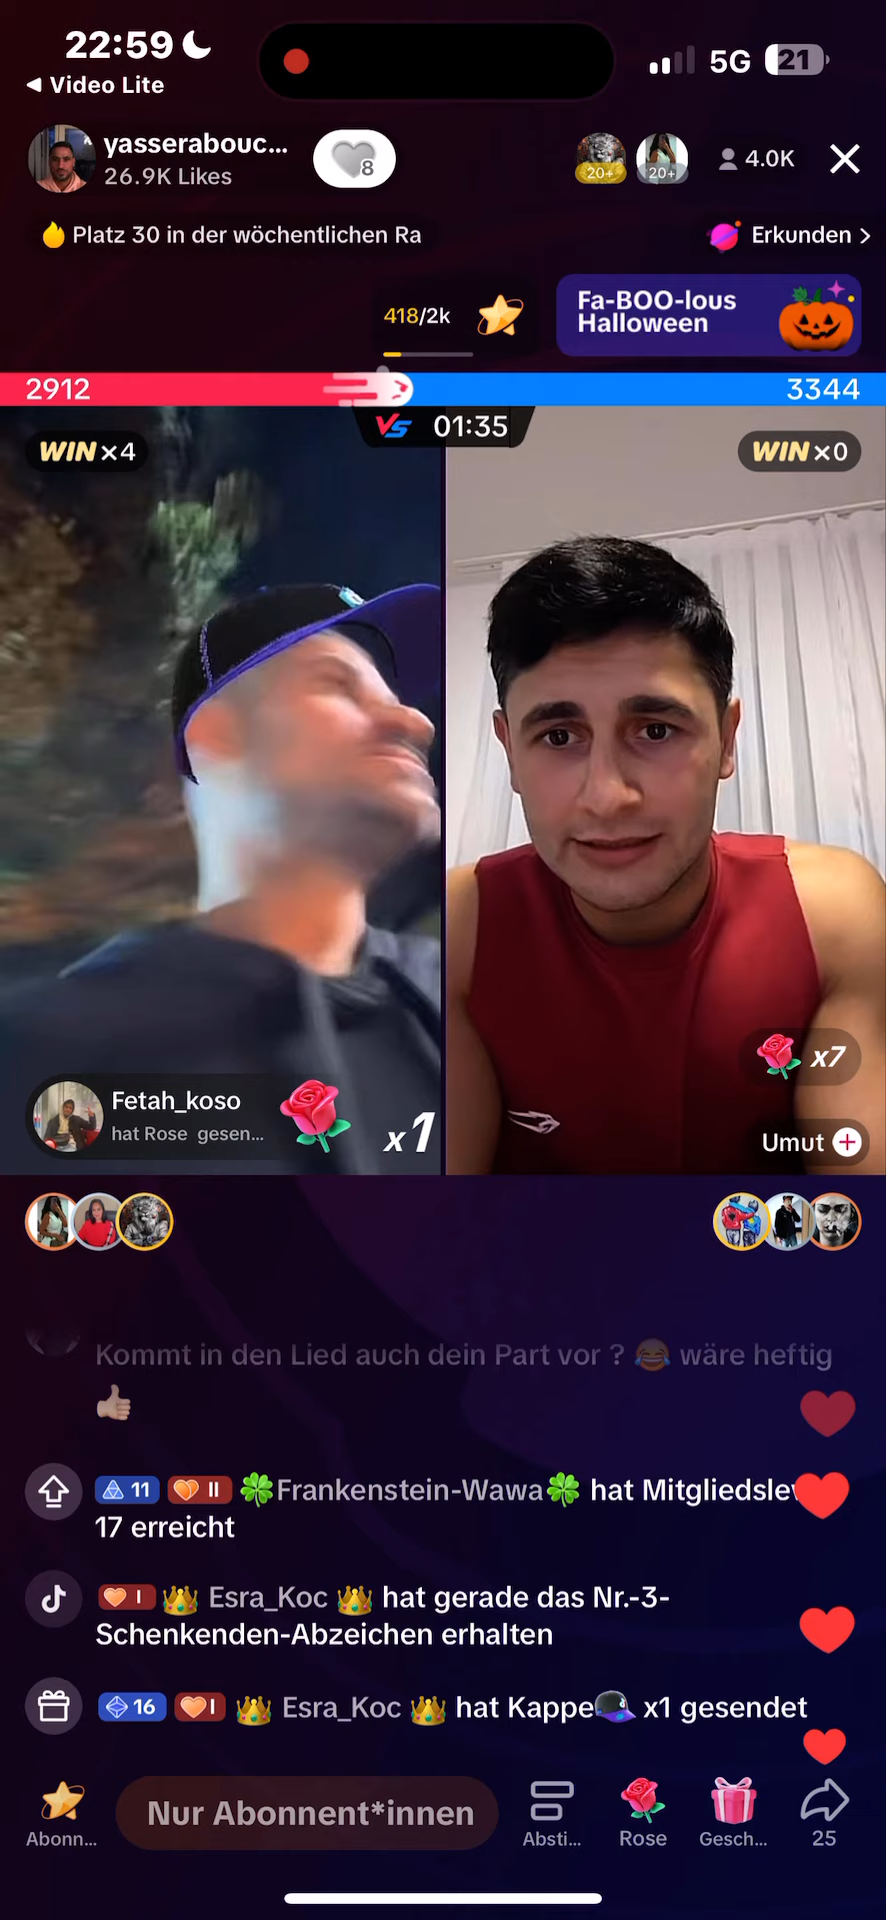 22:59
5G
21
Video Lite
yasserabouc...
26.9K Likes
8
20+
20+
4.0K
Platz 30 in der wöchentlichen Ra
Erkunden
418/2k
Fa-BOO-lous
Halloween
2912
3344
VS 01:35
WIN x4
WIN x0
x7
Fetah_koso
hat Rose gesen...
x1
Umut
Kommt in den Lied auch dein Part vor ? 😂 wäre heftig
👍🏻
11 II 🍀Frankenstein-Wawa🍀 hat Mitgliedslev
17 erreicht
I 👑 Esra_Koc 👑 hat gerade das Nr.-3-
Schenkenden-Abzeichen erhalten
16 I 👑 Esra_Koc 👑 hat Kappe🧢 x1 gesendet
Abonn...
Nur Abonnent*innen
Absti...
Rose
Gesch...
25